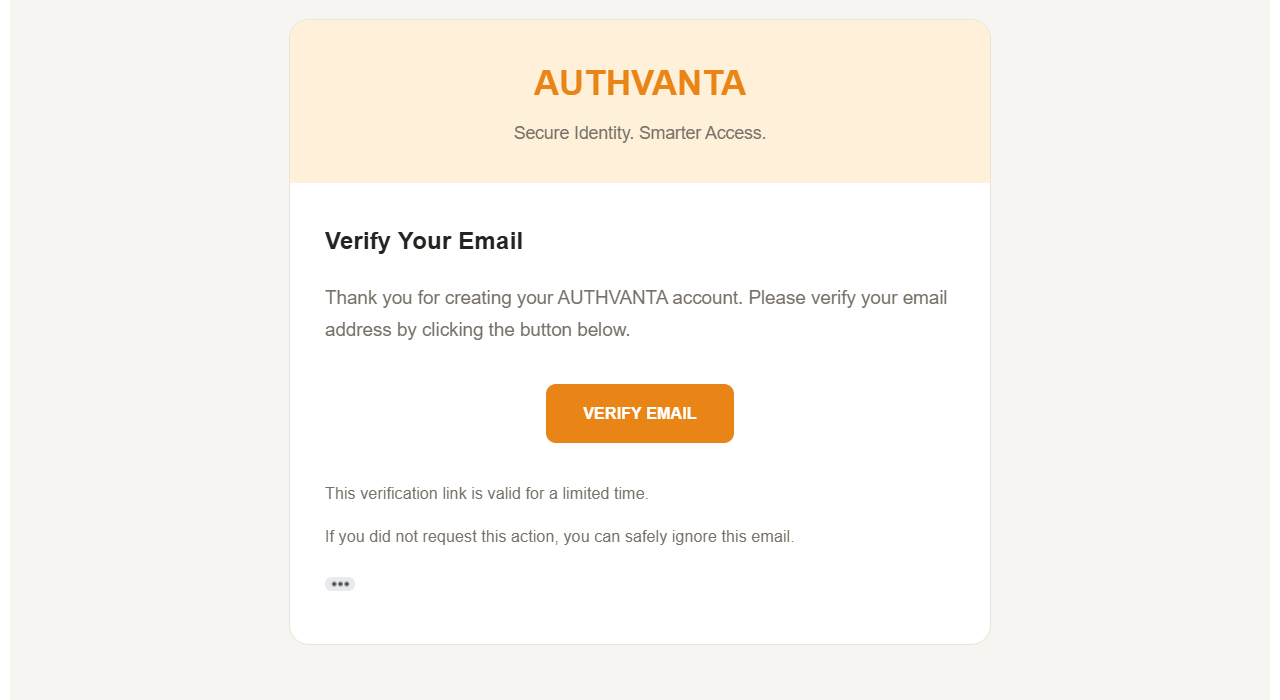 AUTHVANTA
Secure Identity. Smarter Access.
Verify Your Email
Thank you for creating your AUTHVANTA account. Please verify your email
address by clicking the button below.
VERIFY EMAIL
This verification link is valid for a limited time.
If you did not request this action, you can safely ignore this email.